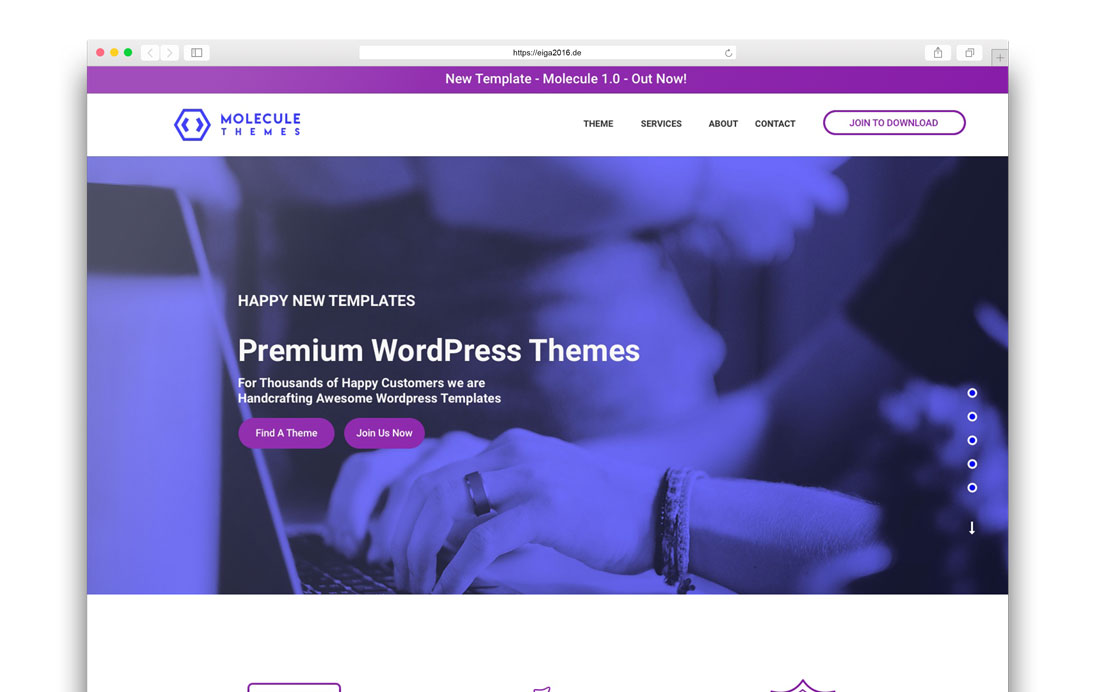 https://eiga2016.de
New Template - Molecule 1.0 - Out Now!
MOLECULE
THEMES
THEME
SERVICES
ABOUT
CONTACT
JOIN TO DOWNLOAD
HAPPY NEW TEMPLATES
Premium WordPress Themes
For Thousands of Happy Customers we are
Handcrafting Awesome Wordpress Templates
Find A Theme
Join Us Now